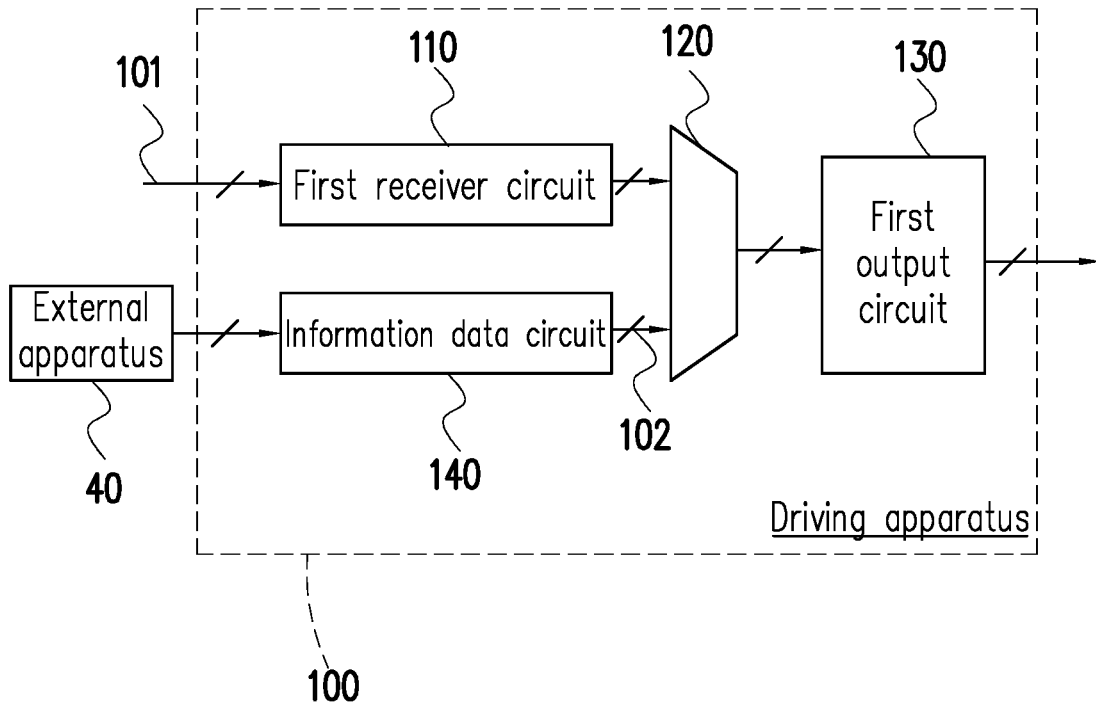 101
110
120
130
First receiver circuit
First
output
circuit
External
apparatus
Information data circuit
102
40
140
Driving apparatus
100